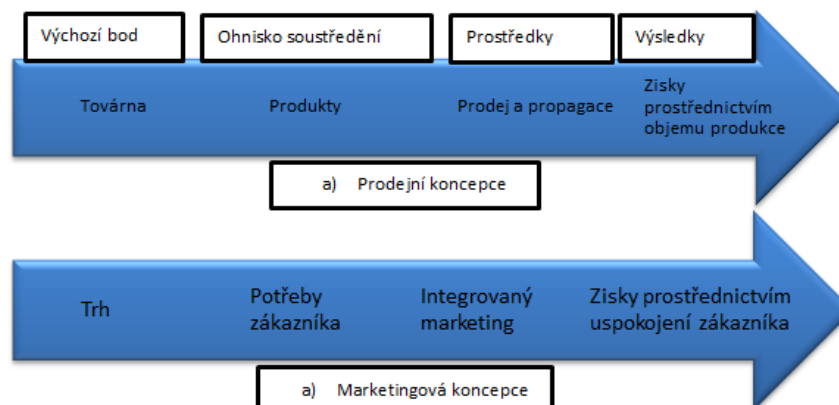 Výchozí bod
Ohnisko soustředění
Prostředky
Výsledky
Továrna
Produkty
Prodej a propagace
Zisky
prostřednictvím
objemu produkce
a) Prodejní koncepce
Trh
Potřeby
zákazníka
Integrovaný
marketing
Zisky prostřednictvím
uspokojení zákazníka
a) Marketingová koncepce